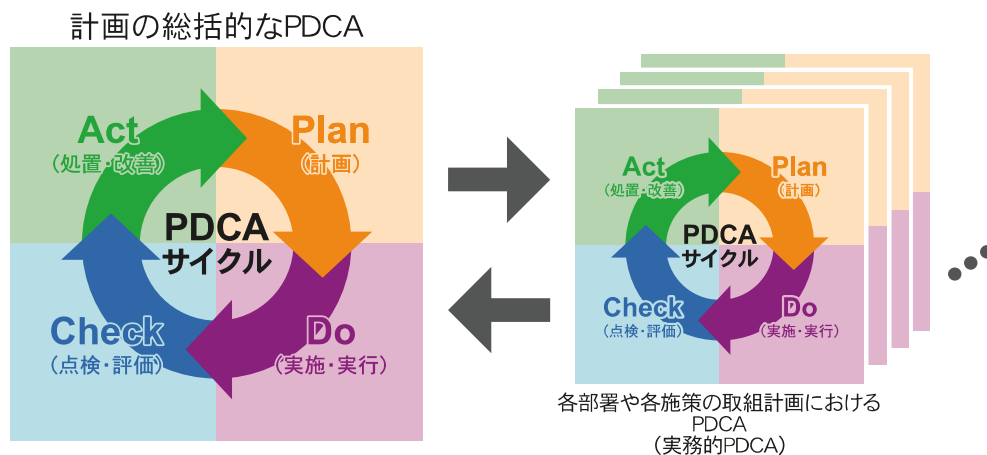 計画の総括的なPDCA
Act
（処置・改善）
Plan
（計画）
PDCA
サイクル
Check
（点検・評価）
Do
（実施・実行）
Act
（処置・改善）
Plan
（計画）
PDCA
サイクル
Check
（点検・評価）
Do
（実施・実行）
各部署や各施策の取組計画における
PDCA
（実務的PDCA）